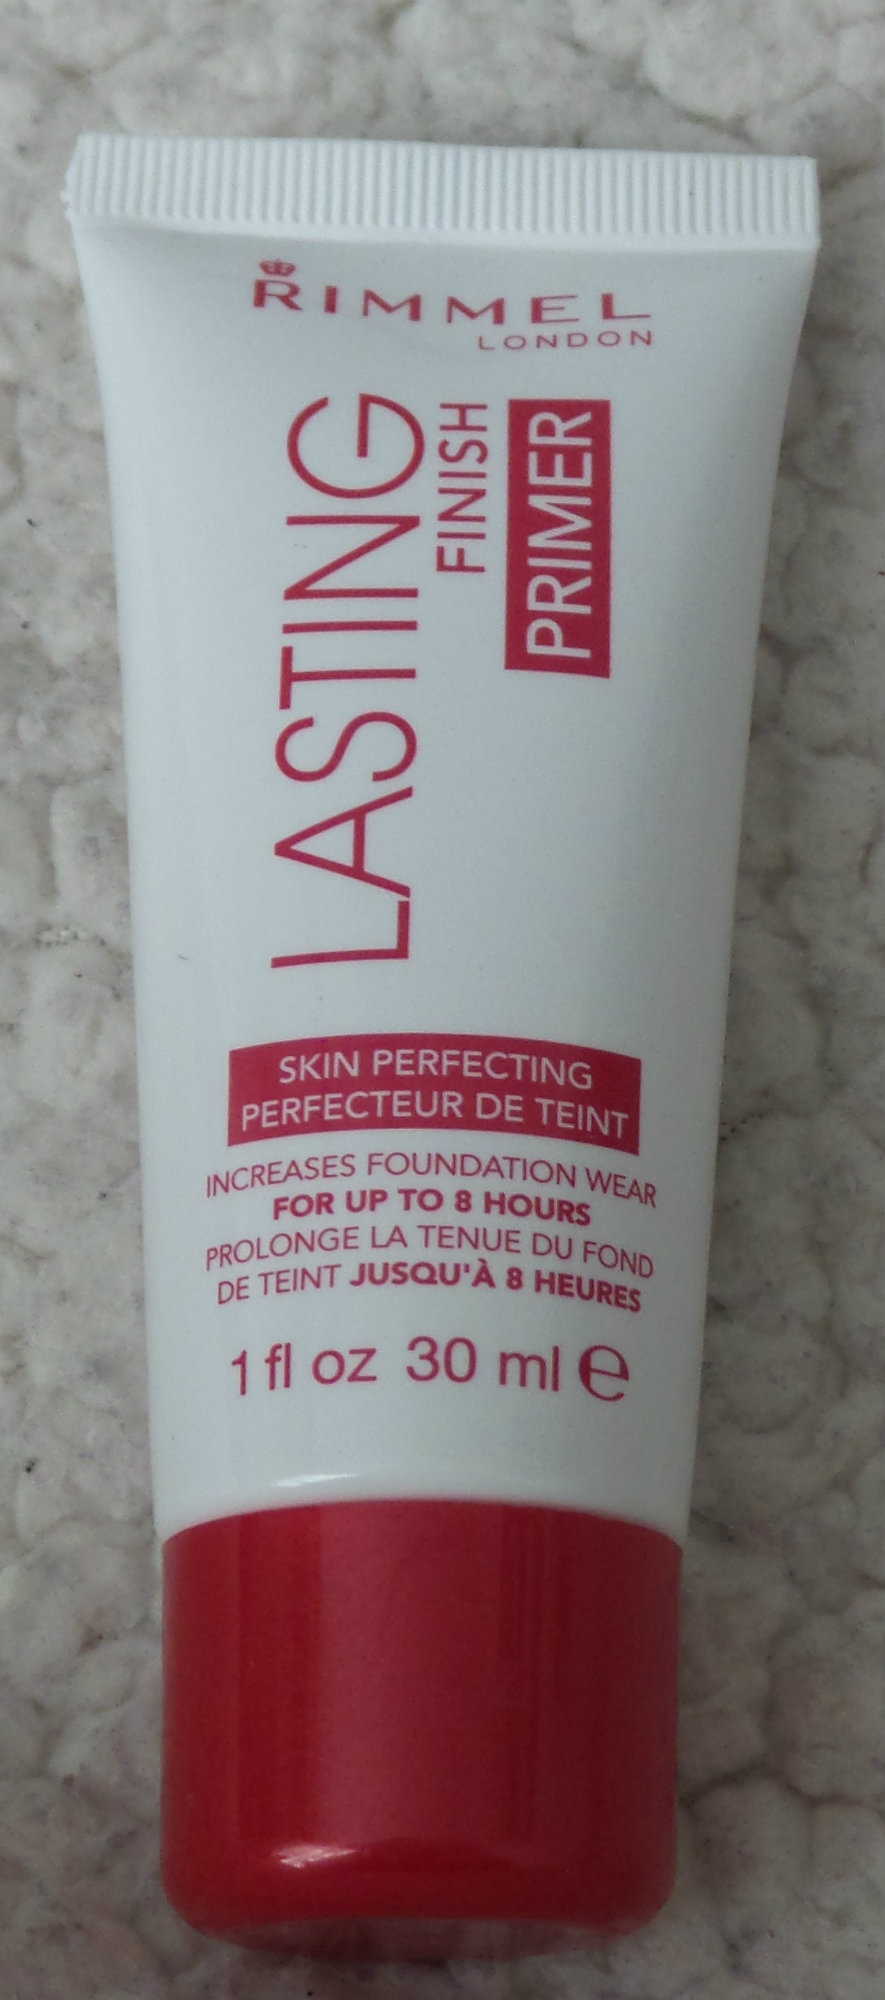 RIMMEL
LONDON
LASTING
FINISH
PRIMER
SKIN PERFECTING
PERFECTEUR DE TEINT
INCREASES FOUNDATION WEAR
FOR UP TO 8 HOURS
PROLONGE LA TENUE DU FOND
DE TEINT JUSQU'À 8 HEURES
1 fl oz 30 ml ℮